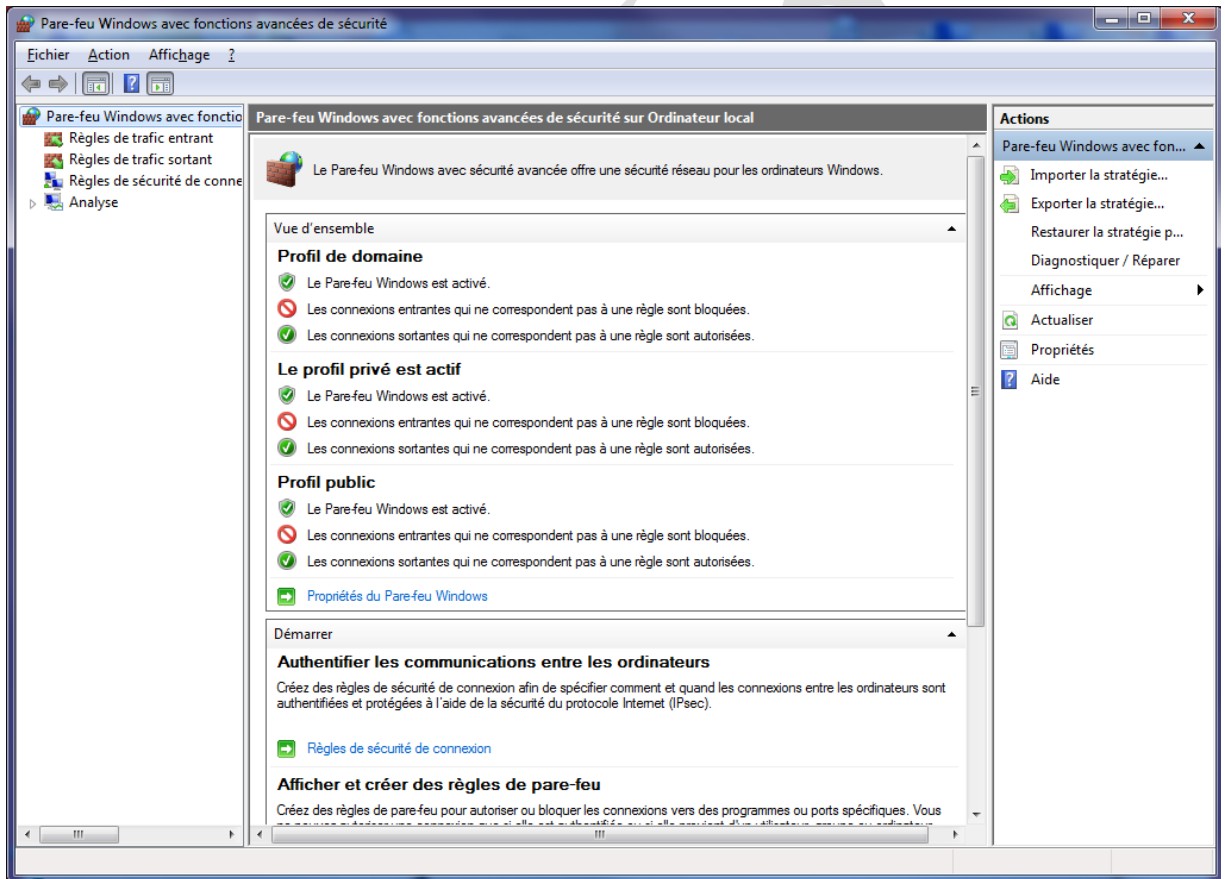 Pare-feu Windows avec fonctions avancées de sécurité
Fichier Action Affichage ?
Pare-feu Windows avec fonctio
Règles de trafic entrant
Règles de trafic sortant
Règles de sécurité de conne
Analyse
Pare-feu Windows avec fonctions avancées de sécurité sur Ordinateur local
Le Pare-feu Windows avec sécurité avancée offre une sécurité réseau pour les ordinateurs Windows.
Vue d'ensemble
Profil de domaine
Le Pare-feu Windows est activé.
Les connexions entrantes qui ne correspondent pas à une règle sont bloquées.
Les connexions sortantes qui ne correspondent pas à une règle sont autorisées.
Le profil privé est actif
Le Pare-feu Windows est activé.
Les connexions entrantes qui ne correspondent pas à une règle sont bloquées.
Les connexions sortantes qui ne correspondent pas à une règle sont autorisées.
Profil public
Le Pare-feu Windows est activé.
Les connexions entrantes qui ne correspondent pas à une règle sont bloquées.
Les connexions sortantes qui ne correspondent pas à une règle sont autorisées.
Propriétés du Pare-feu Windows
Démarrer
Authentifier les communications entre les ordinateurs
Créez des règles de sécurité de connexion afin de spécifier comment et quand les connexions entre les ordinateurs sont
authentifiées et protégées à l'aide de la sécurité du protocole Internet (IPsec).
Règles de sécurité de connexion
Afficher et créer des règles de pare-feu
Créez des règles de pare-feu pour autoriser ou bloquer les connexions vers des programmes ou ports spécifiques. Vous
Actions
Pare-feu Windows avec fon...
Importer la stratégie...
Exporter la stratégie...
Restaurer la stratégie p...
Diagnostiquer / Réparer
Affichage
Actualiser
Propriétés
Aide